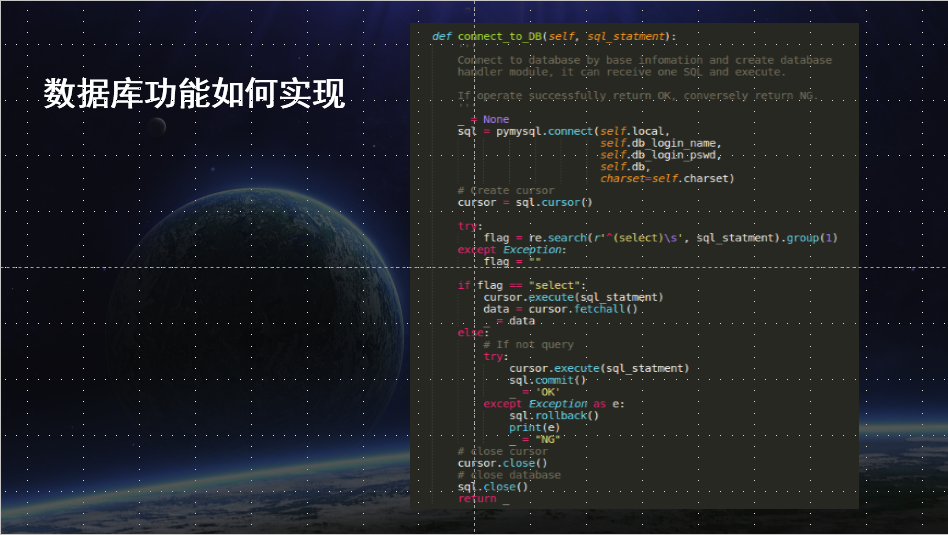 数据库功能如何实现
def connect_to_DB(self, sql_statment):
'''
Connect to database by base infomation and create database
handler module, it can receive one SQL and execute.
If operate successfully return OK, conversely return NG.
'''
_ = None
sql = pymysql.connect(self.local,
self.db_login_name,
self.db_login_pswd,
self.db,
charset=self.charset)
# Create cursor
cursor = sql.cursor()
try:
flag = re.search(r'^(select)\s', sql_statment).group(1)
except Exception:
flag = ""
if flag == "select":
cursor.execute(sql_statment)
data = cursor.fetchall()
_ = data
else:
# If not query
try:
cursor.execute(sql_statment)
sql.commit()
_ = 'OK'
except Exception as e:
sql.rollback()
print(e)
_ = "NG"
# Close cursor
cursor.close()
# Close database
sql.close()
return _